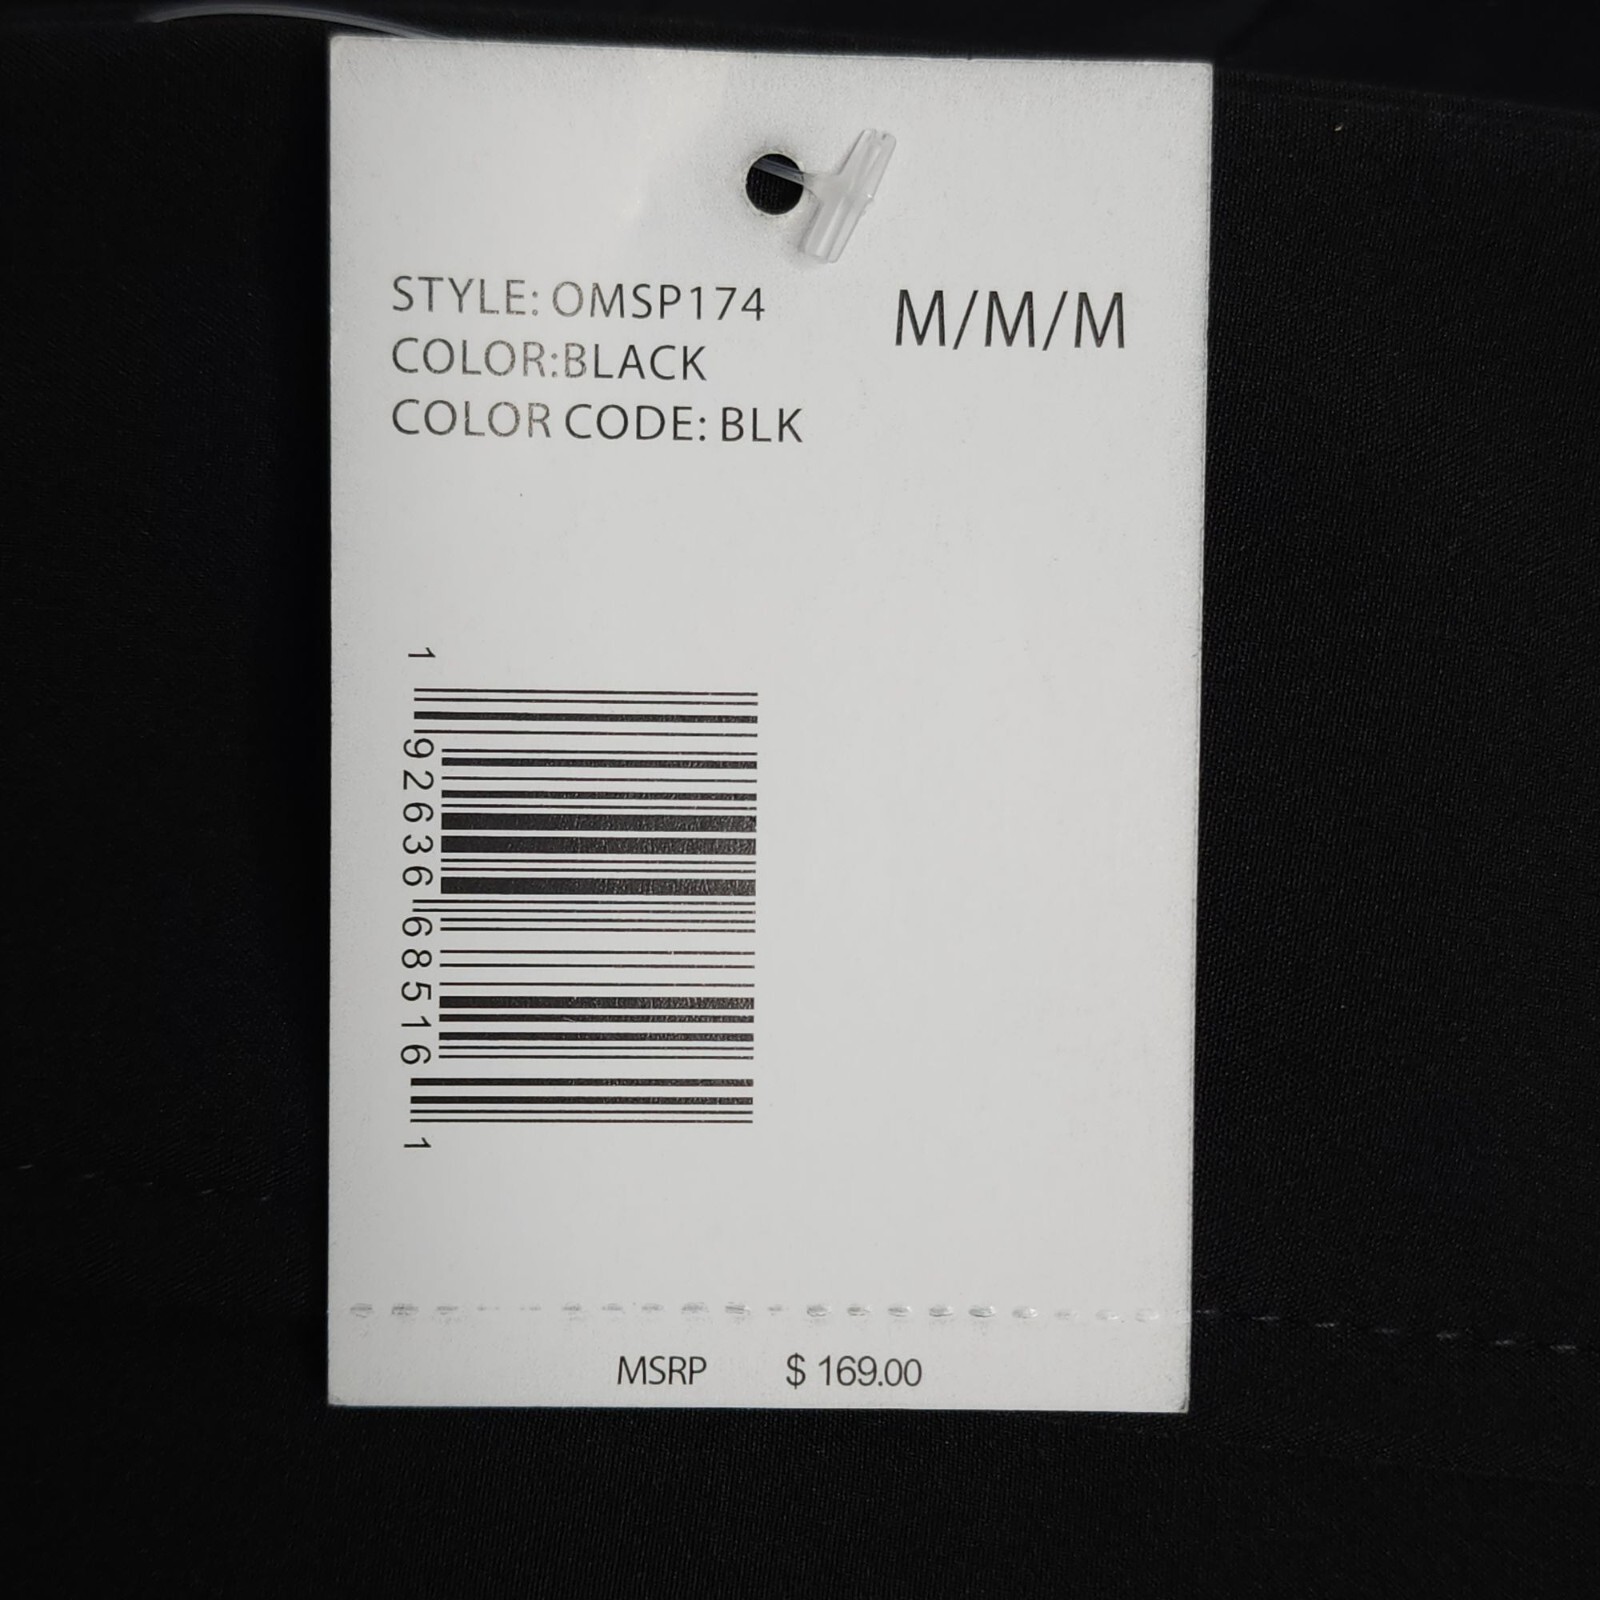 STYLE: OMSP174
COLOR:BLACK
COLOR CODE: BLK
M/M/M
1 92636 68516 1
MSRP $ 169.00